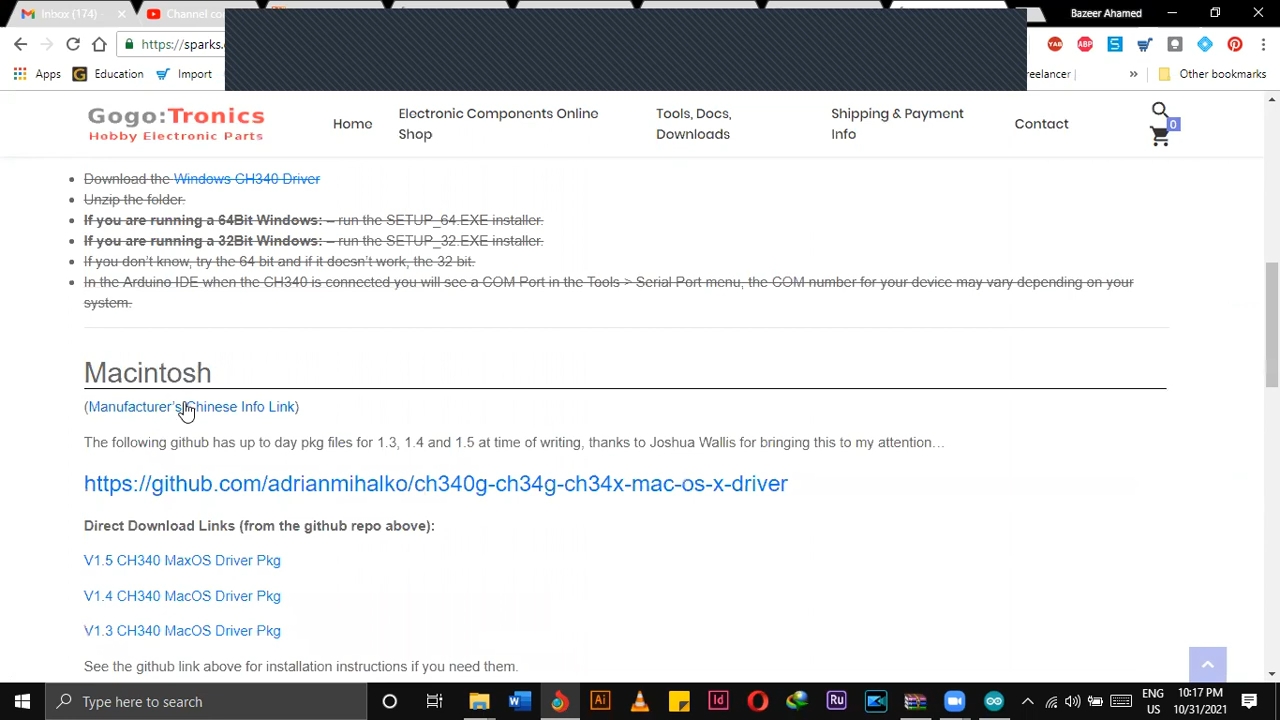 Inbox (174)
Channel co
Bazeer Ahamed
https://sparks.
YAB
ABP
S
0
Apps
Education
Import
reelancer
Other bookmarks
Gogo:Tronics
Hobby Electronic Parts
Home
Electronic Components Online
Shop
Tools, Docs,
Downloads
Shipping & Payment
Info
Contact
0
Download the Windows CH340 Driver
Unzip the folder.
If you are running a 64Bit Windows: – run the SETUP_64.EXE installer.
If you are running a 32Bit Windows: – run the SETUP_32.EXE installer.
If you don't know, try the 64 bit and if it doesn't work, the 32 bit.
In the Arduino IDE when the CH340 is connected you will see a COM Port in the Tools > Serial Port menu, the COM number for your device may vary depending on your
system.
Macintosh
(Manufacturer's Chinese Info Link)
The following github has up to day pkg files for 1.3, 1.4 and 1.5 at time of writing, thanks to Joshua Wallis for bringing this to my attention…
https://github.com/adrianmihalko/ch340g-ch34g-ch34x-mac-os-x-driver
Direct Download Links (from the github repo above):
V1.5 CH340 MaxOS Driver Pkg
V1.4 CH340 MacOS Driver Pkg
V1.3 CH340 MacOS Driver Pkg
See the github link above for installation instructions if you need them.
Type here to search
Ai
Id
Ru
ENG
US
10:17 PM
10/31/2021